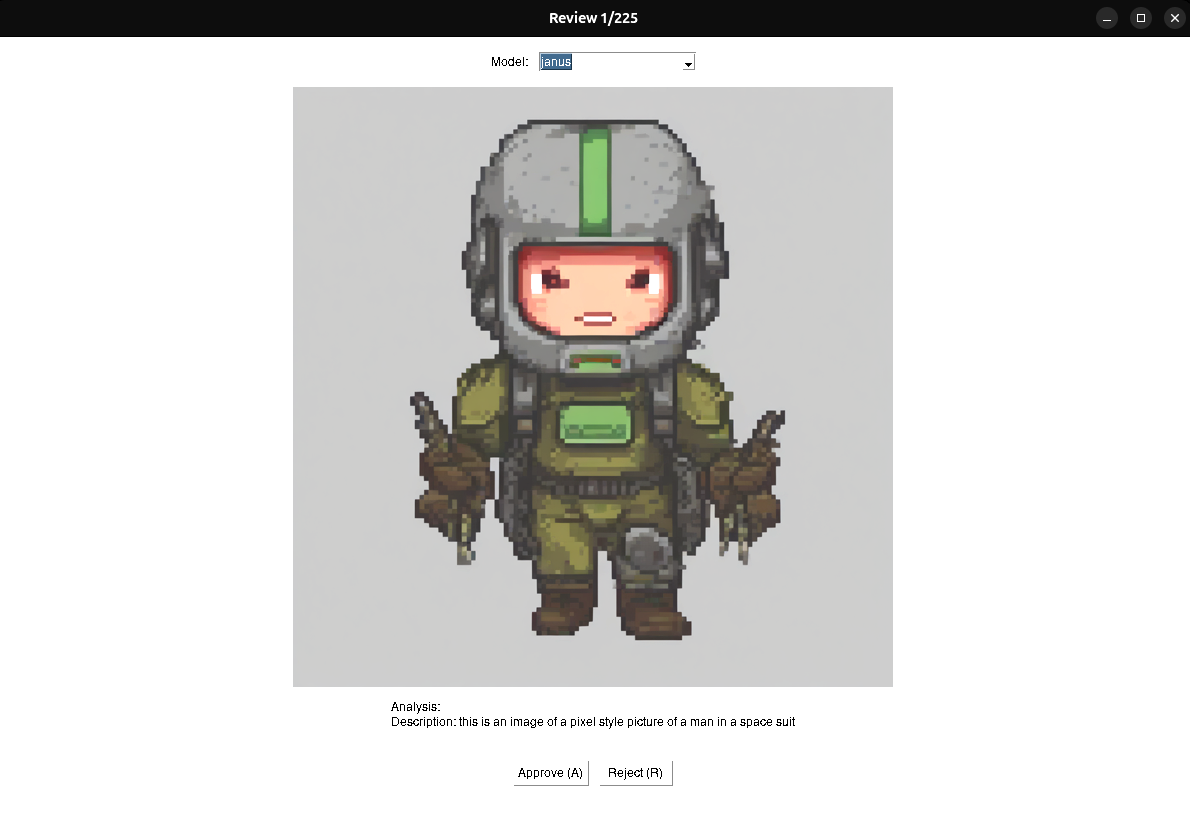 Review 1/225
Model: janus
Analysis:
Description: this is an image of a pixel style picture of a man in a space suit
Approve (A) Reject (R)